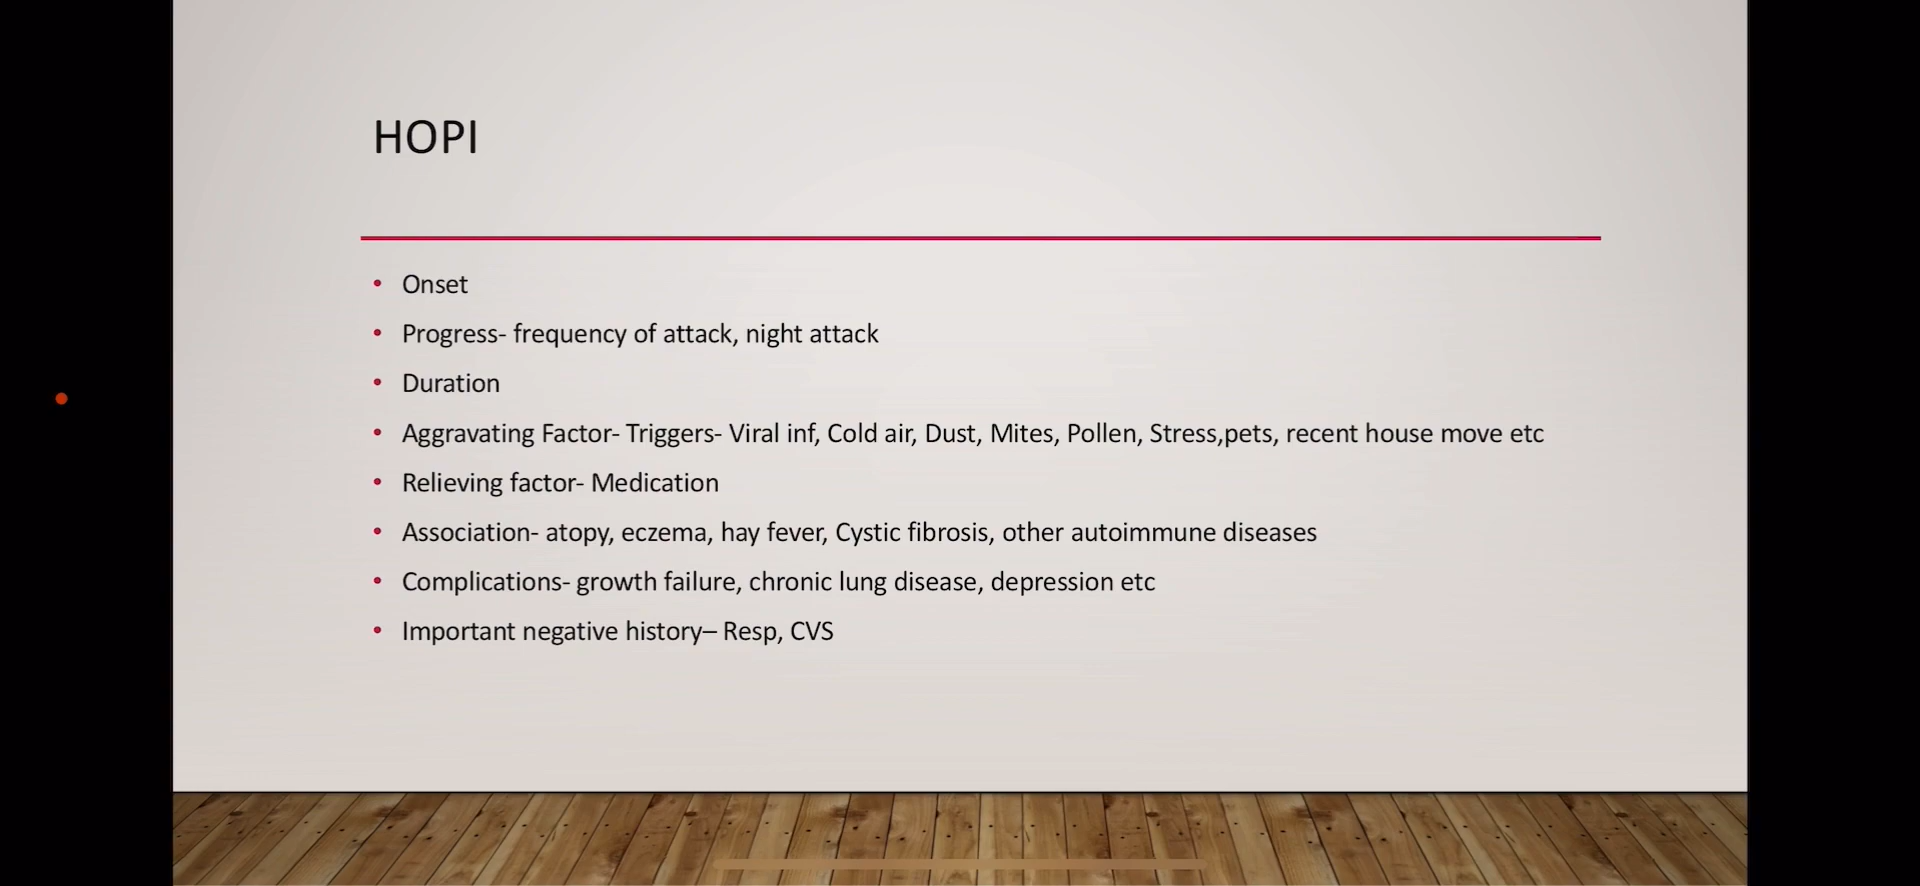 HOPI
• Onset
• Progress- frequency of attack, night attack
• Duration
• Aggravating Factor- Triggers- Viral inf, Cold air, Dust, Mites, Pollen, Stress,pets, recent house move etc
• Relieving factor- Medication
• Association- atopy, eczema, hay fever, Cystic fibrosis, other autoimmune diseases
• Complications- growth failure, chronic lung disease, depression etc
• Important negative history– Resp, CVS